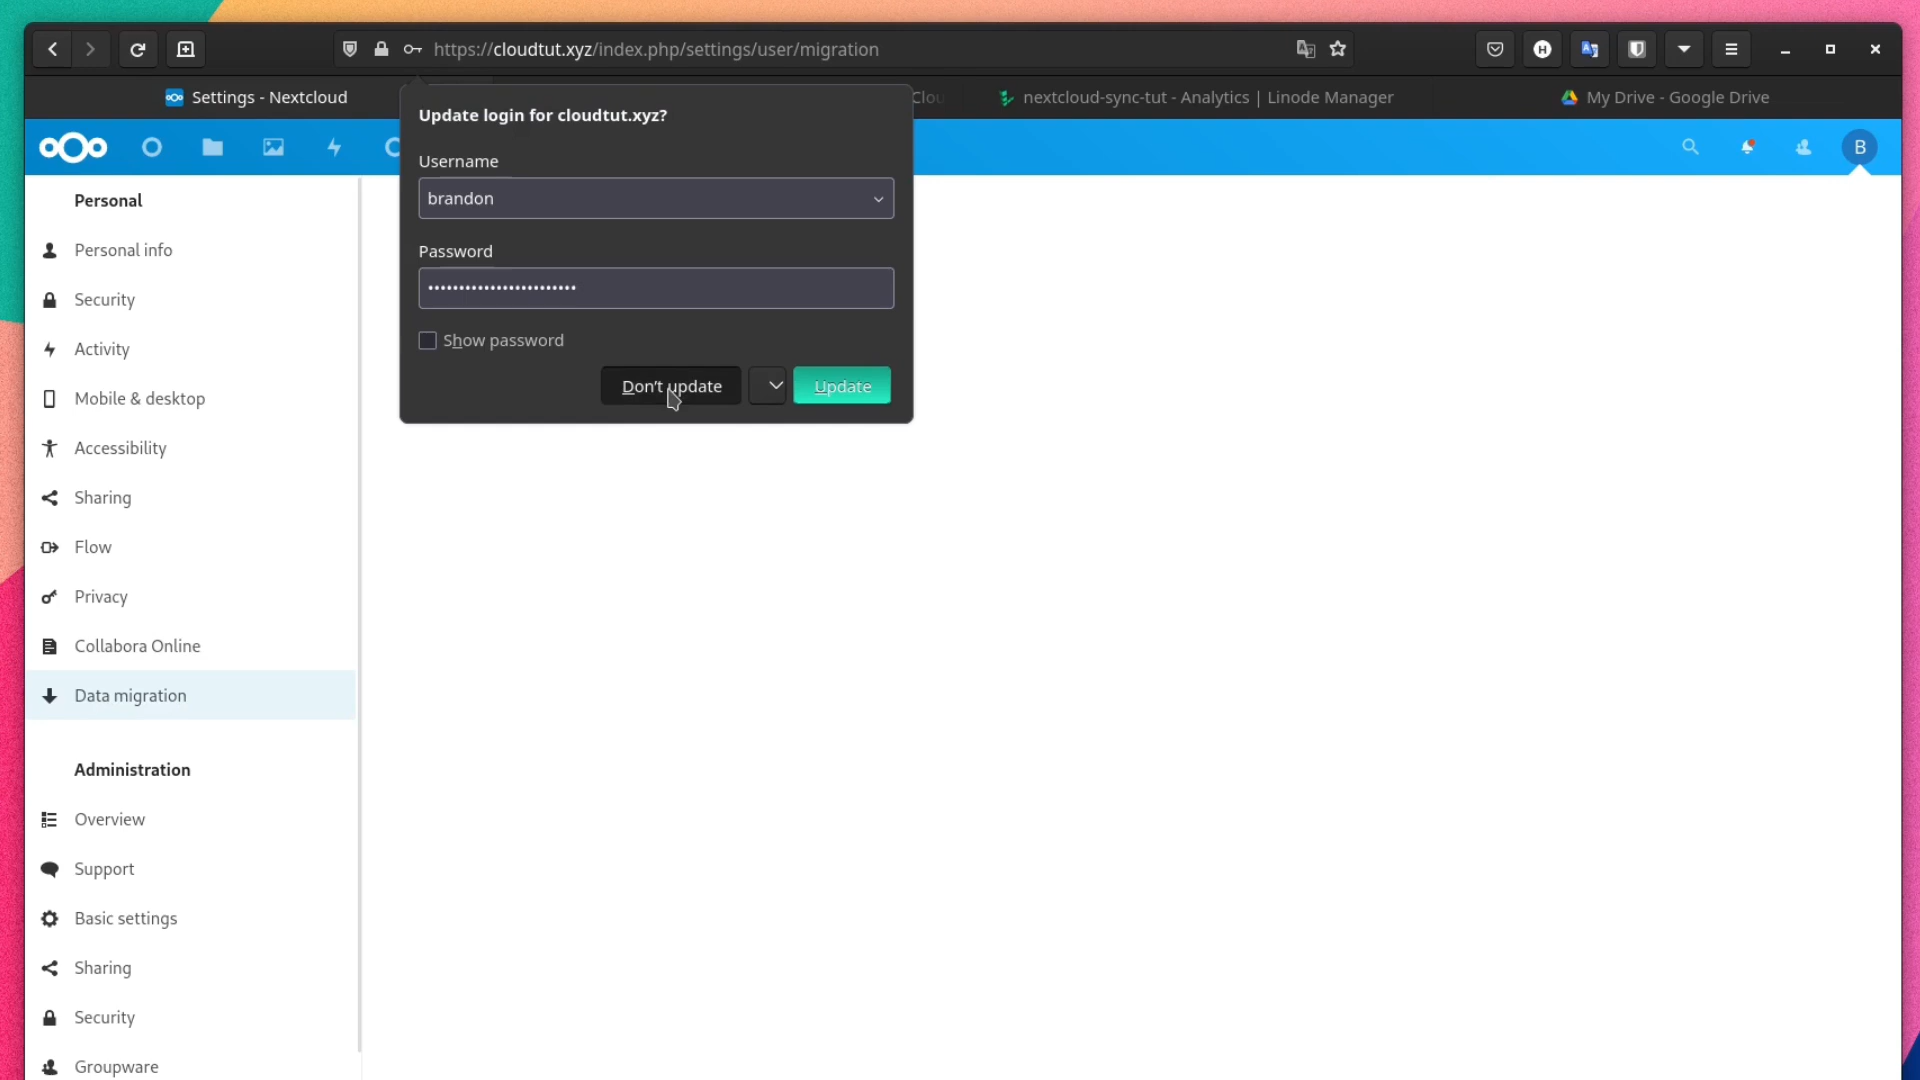 https://cloudtut.xyz/index.php/settings/user/migration
Settings - Nextcloud
Clou
nextcloud-sync-tut - Analytics | Linode Manager
My Drive - Google Drive
B
Update login for cloudtut.xyz?
Username
brandon
Password
Show password
Don't update
Update
Personal
Personal info
Security
Activity
Mobile & desktop
Accessibility
Sharing
Flow
Privacy
Collabora Online
Data migration
Administration
Overview
Support
Basic settings
Sharing
Security
Groupware